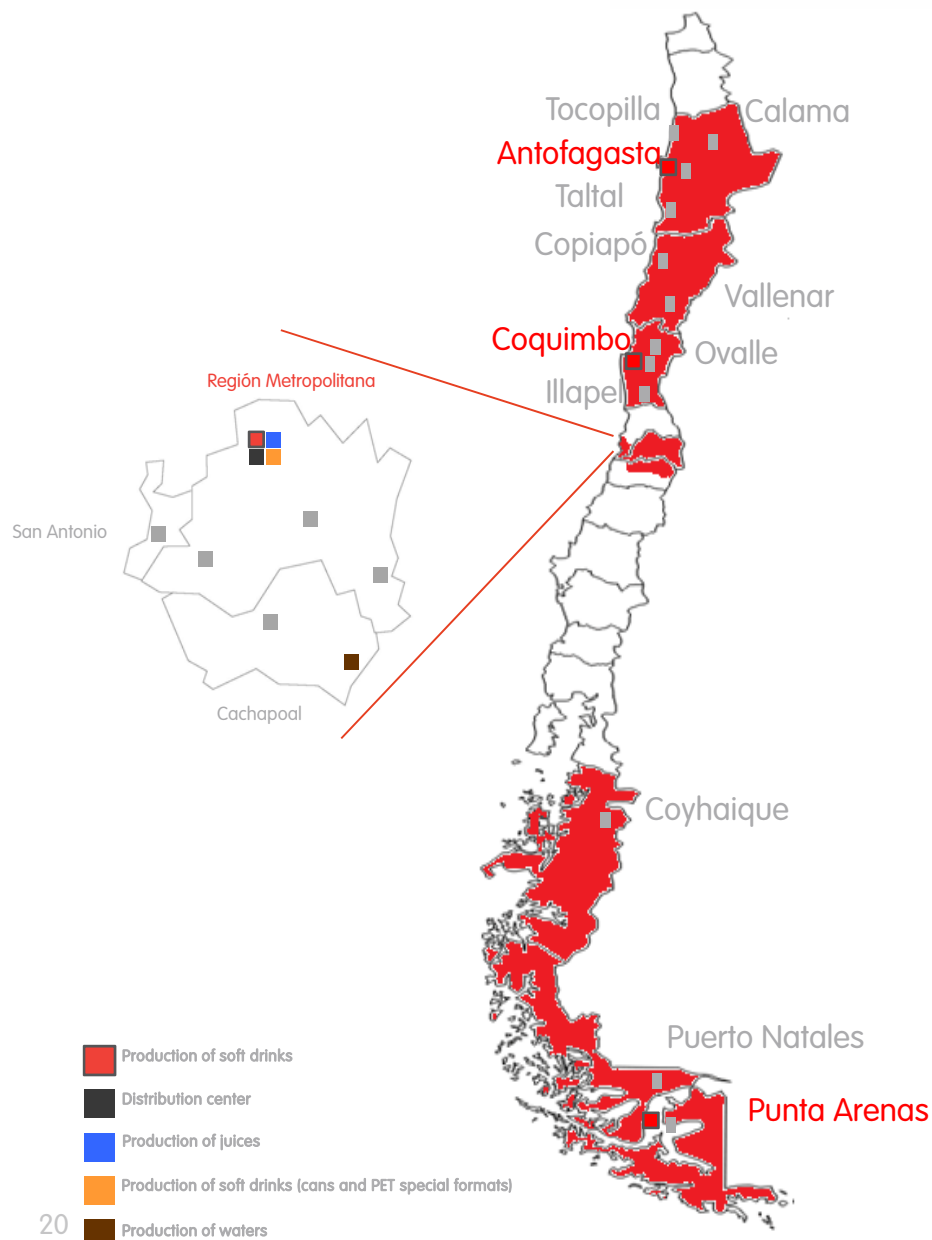 Tocopilla
Calama
Antofagasta
Taltal
Copiapó
Vallenar
Coquimbo
Ovalle
Illapel
Región Metropolitana
San Antonio
Cachapoal
Coyhaique
Puerto Natales
Punta Arenas
Production of soft drinks
Distribution center
Production of juices
Production of soft drinks (cans and PET special formats)
Production of waters
20